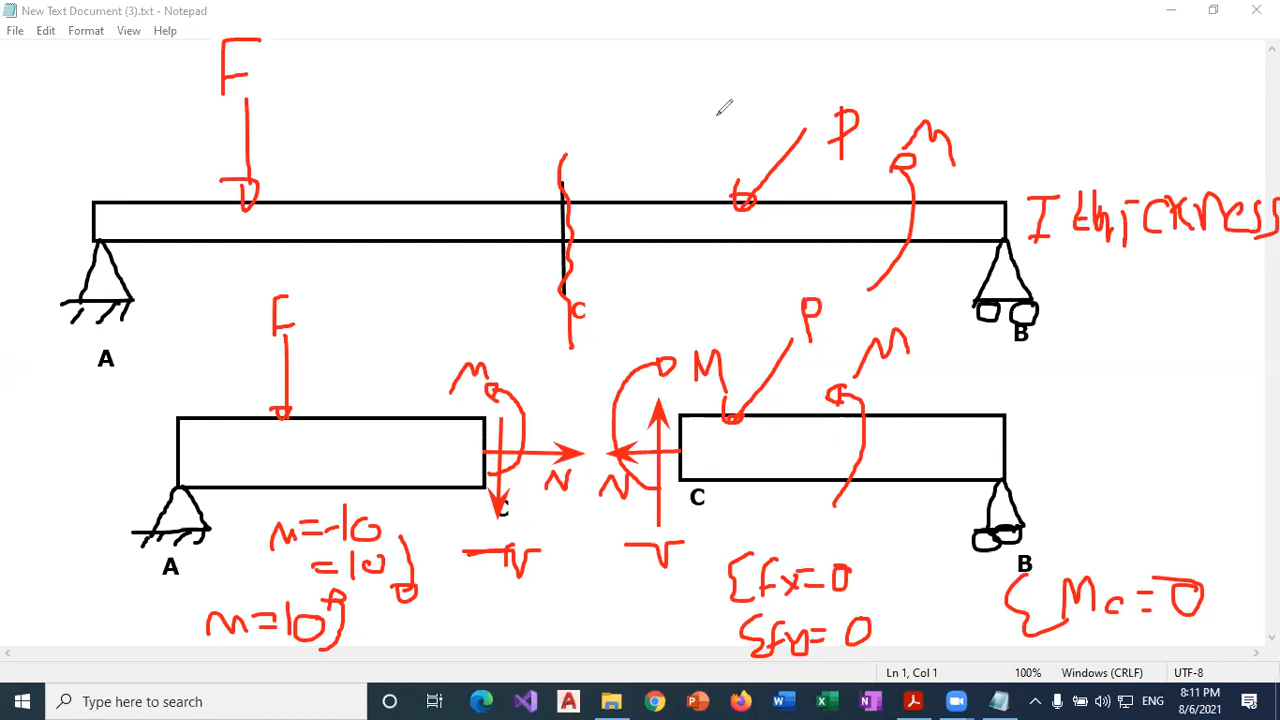 New Text Document (3).txt - Notepad
File Edit Format View Help
F
P
M
C
A
B
F
P
M
M
M
N
N
C
C
V
V
A
B
M=-10
=10
M=10
Σfx=0
Σfy=0
ΣMc=0
Ln 1, Col 1 100% Windows (CRLF) UTF-8
Type here to search
ENG
8:11 PM
8/6/2021